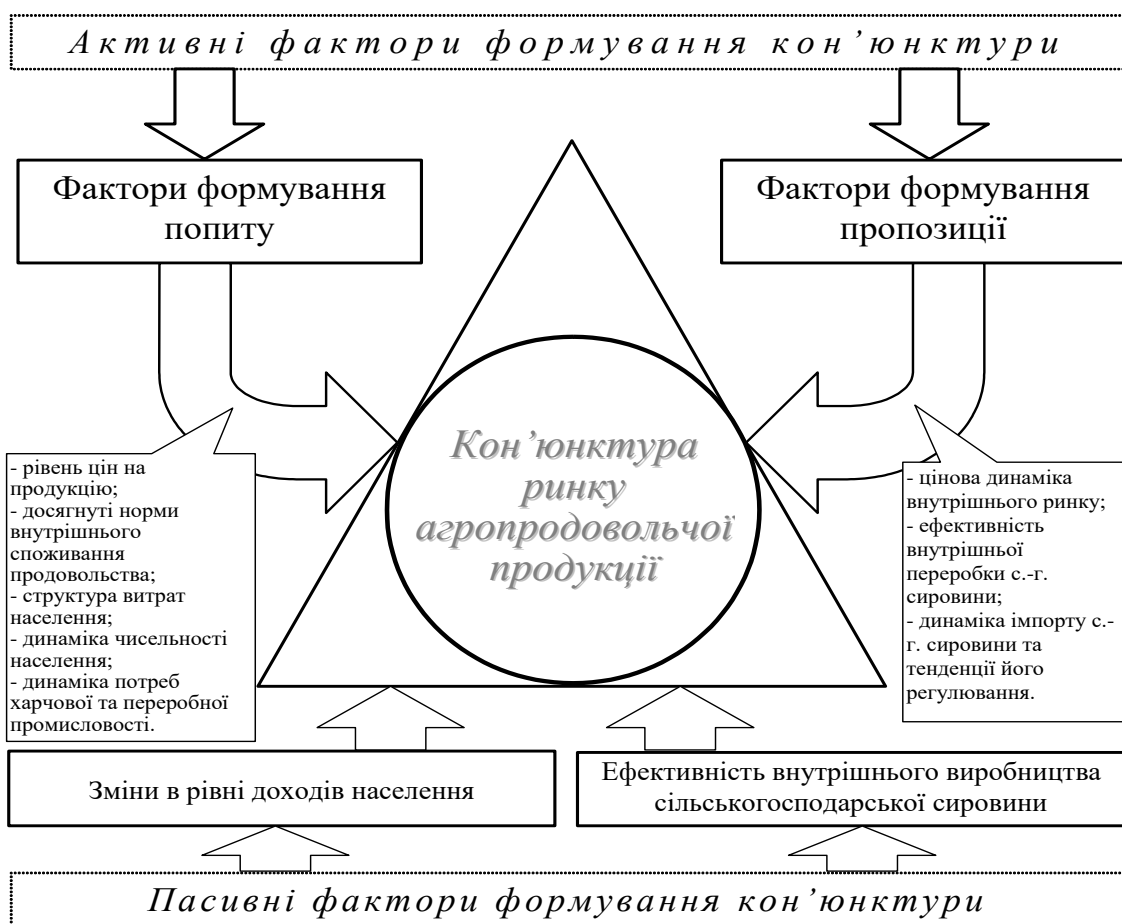 Активні фактори формування кон’юнктури
Фактори формування
попиту
Фактори формування
пропозиції
Кон’юнктура
ринку
агропродовольчої
продукції
- рівень цін на
продукцію;
- досягнуті норми
внутрішнього
споживання
продовольства;
- структура витрат
населення;
- динаміка чисельності
населення;
- динаміка потреб
харчової та переробної
промисловості.
- цінова динаміка
внутрішнього ринку;
- ефективність
внутрішньої
переробки с.-г.
сировини;
- динаміка імпорту с.-
г. сировини та
тенденції його
регулювання.
Зміни в рівні доходів населення
Ефективність внутрішнього виробництва
сільськогосподарської сировини
Пасивні фактори формування кон’юнктури